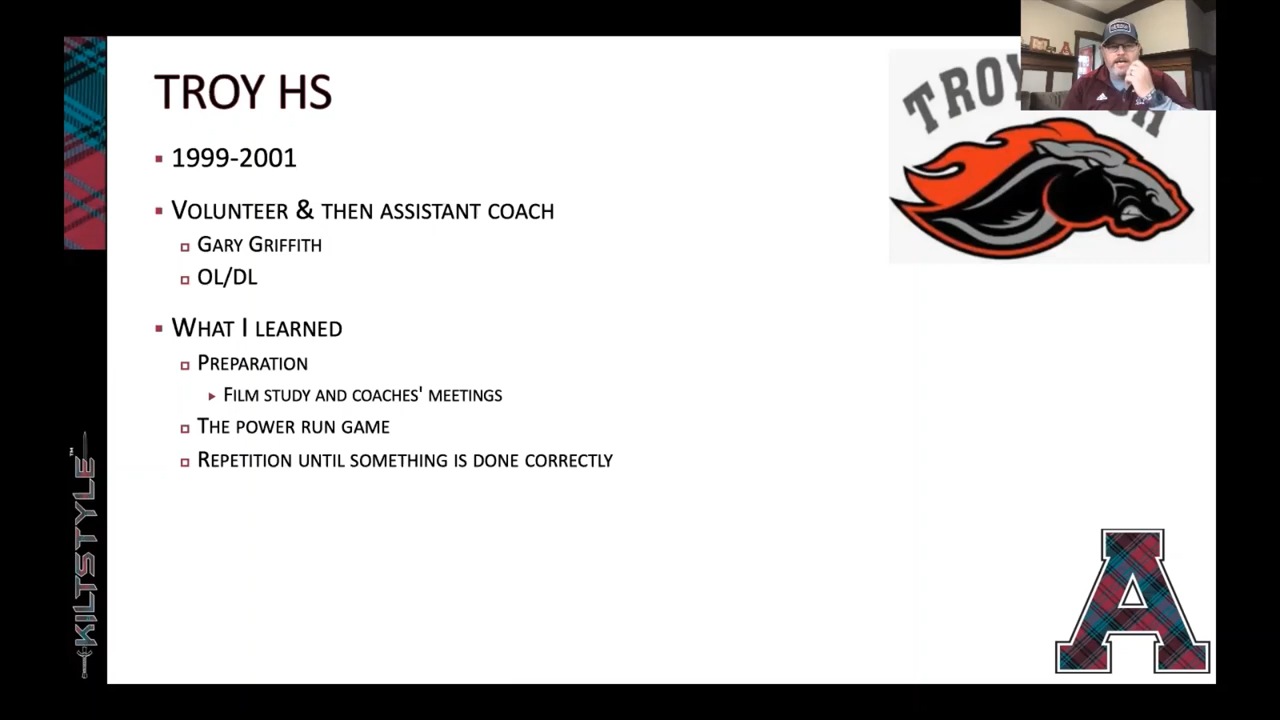 TROY HS
1999-2001
VOLUNTEER & THEN ASSISTANT COACH
GARY GRIFFITH
OL/DL
WHAT I LEARNED
PREPARATION
FILM STUDY AND COACHES' MEETINGS
THE POWER RUN GAME
REPETITION UNTIL SOMETHING IS DONE CORRECTLY
TROY
KILTSTYLE™
A